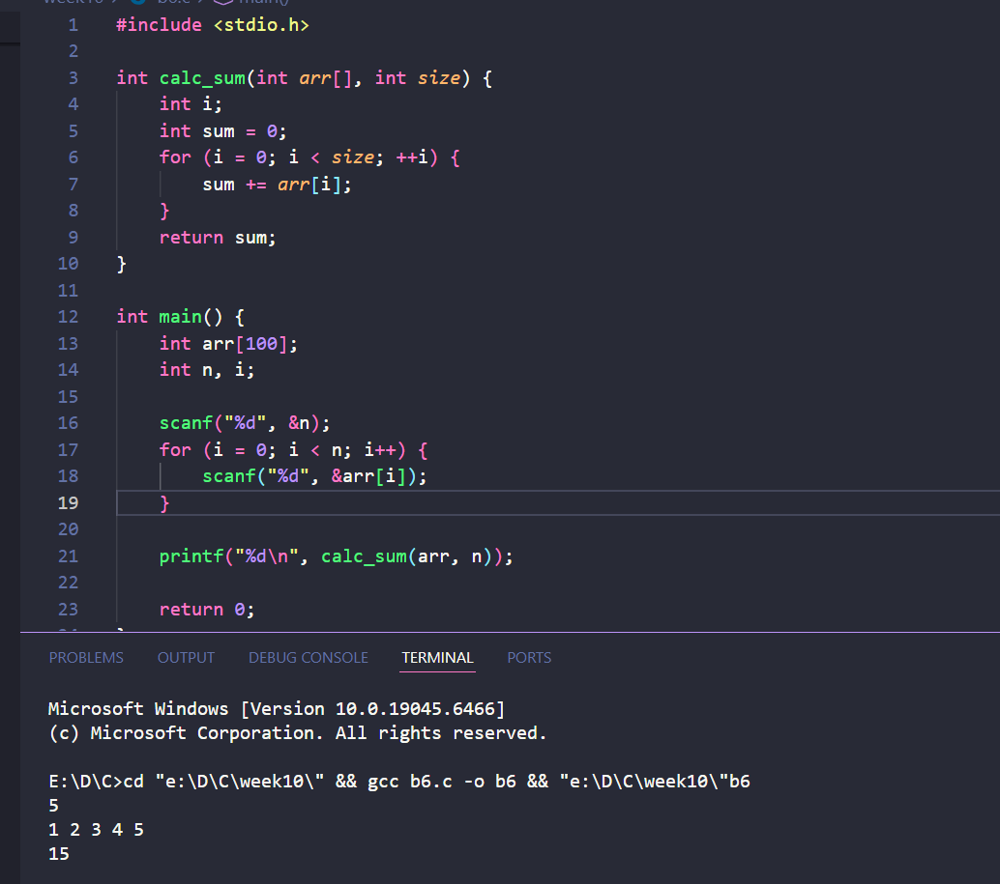 week10 > b6.c > main()
1 #include <stdio.h>
2
3 int calc_sum(int arr[], int size) {
4     int i;
5     int sum = 0;
6     for (i = 0; i < size; ++i) {
7         sum += arr[i];
8     }
9     return sum;
10 }
11
12 int main() {
13     int arr[100];
14     int n, i;
15
16     scanf("%d", &n);
17     for (i = 0; i < n; i++) {
18         scanf("%d", &arr[i]);
19     }
20
21     printf("%d\n", calc_sum(arr, n));
22
23     return 0;
PROBLEMS OUTPUT DEBUG CONSOLE TERMINAL PORTS
Microsoft Windows [Version 10.0.19045.6466]
(c) Microsoft Corporation. All rights reserved.
E:\D\C>cd "e:\D\C\week10\" && gcc b6.c -o b6 && "e:\D\C\week10\"b6
5
1 2 3 4 5
15